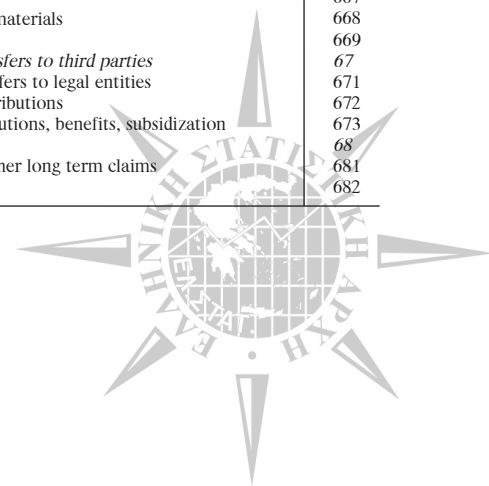 materials 668
669
sfers to third parties 67
fers to legal entities 671
ributions 672
utions, benefits, subsidization 673
68
her long term claims 681
682
ΕΛΛΗΝΙΚΗ ΣΤΑΤΙΣΤΙΚΗ ΑΡΧΗ
ΕΛΣΤΑΤ.